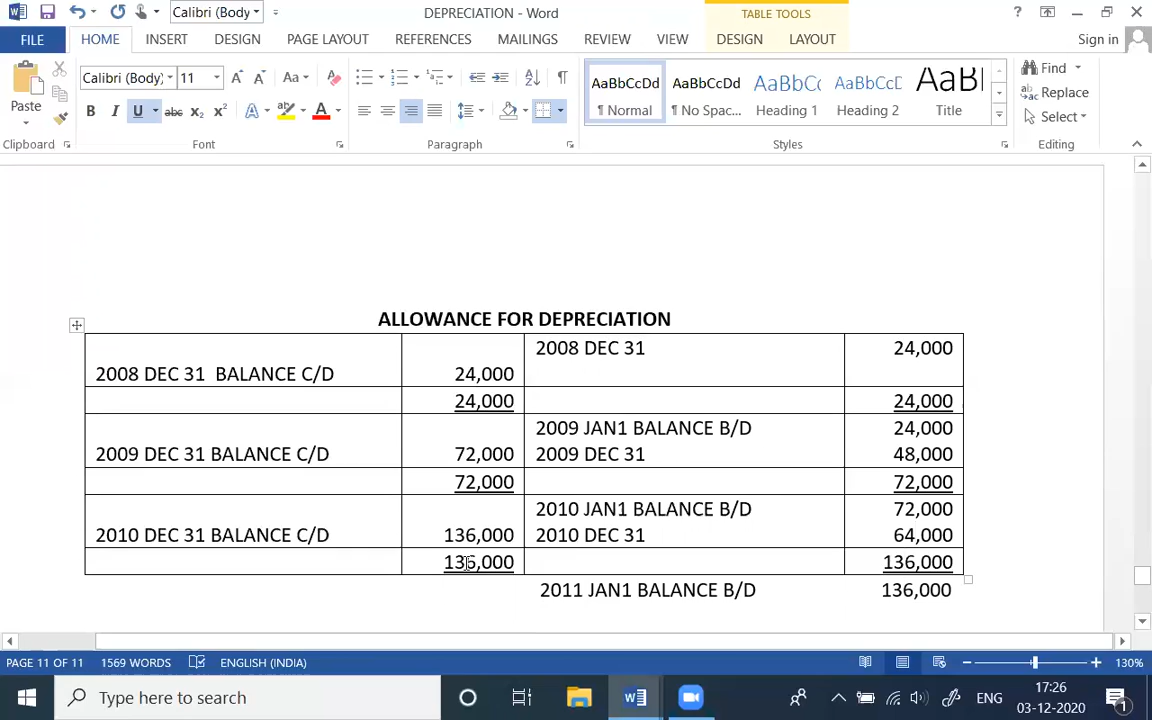 Calibri (Body
DEPRECIATION - Word
TABLE TOOLS
?
FILE
HOME
INSERT
DESIGN
PAGE LAYOUT
REFERENCES
MAILINGS
REVIEW
VIEW
DESIGN
LAYOUT
Sign in
Paste
Calibri (Body)
11
Aa
AaBbCcDd
¶ Normal
AaBbCcDd
¶ No Spac...
AaBbCc
Heading 1
AaBbCcD
Heading 2
AaBb
Title
Find
Replace
Select
Clipboard
Font
Paragraph
Styles
Editing
ALLOWANCE FOR DEPRECIATION
2008 DEC 31 24,000
2008 DEC 31 BALANCE C/D 24,000
24,000 24,000
2009 JAN1 BALANCE B/D 24,000
2009 DEC 31 BALANCE C/D 72,000 2009 DEC 31 48,000
72,000 72,000
2010 JAN1 BALANCE B/D 72,000
2010 DEC 31 BALANCE C/D 136,000 2010 DEC 31 64,000
136,000 136,000
2011 JAN1 BALANCE B/D 136,000
PAGE 11 OF 11
1569 WORDS
ENGLISH (INDIA)
130%
Type here to search
ENG
17:26
03-12-2020
1